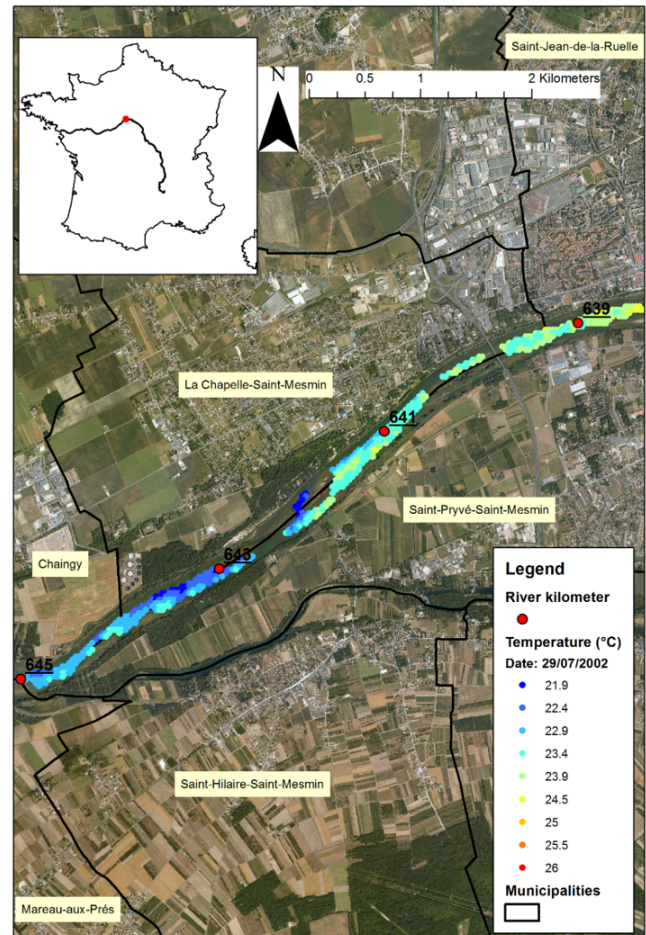 Saint-Jean-de-la-Ruelle
N
0 0.5 1 2 Kilometers
639
La Chapelle-Saint-Mesmin
641
Saint-Pryvé-Saint-Mesmin
643
Chaingy
645
Saint-Hilaire-Saint-Mesmin
Mareau-aux-Prés
Legend
River kilometer
Temperature (°C)
Date: 29/07/2002
21.9
22.4
22.9
23.4
23.9
24.5
25
25.5
26
Municipalities